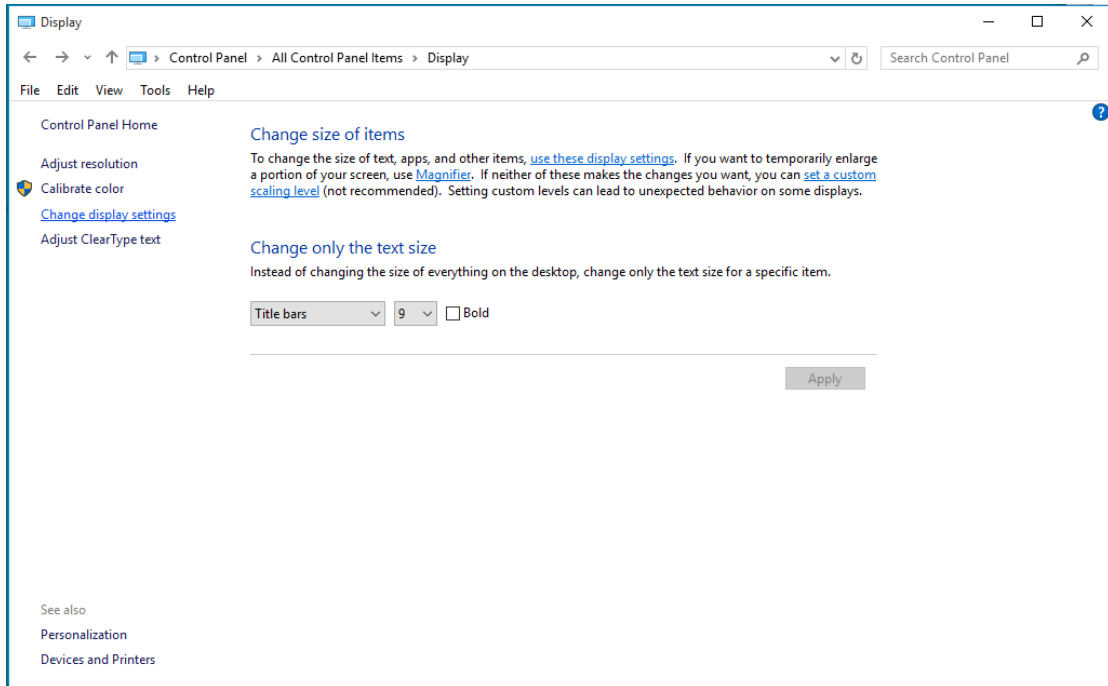 Display
Control Panel > All Control Panel Items > Display
Search Control Panel
File Edit View Tools Help
?
Control Panel Home
Adjust resolution
Calibrate color
Change display settings
Adjust ClearType text
Change size of items
To change the size of text, apps, and other items, use these display settings. If you want to temporarily enlarge
a portion of your screen, use Magnifier. If neither of these makes the changes you want, you can set a custom
scaling level (not recommended). Setting custom levels can lead to unexpected behavior on some displays.
Change only the text size
Instead of changing the size of everything on the desktop, change only the text size for a specific item.
Title bars 9 Bold
Apply
See also
Personalization
Devices and Printers